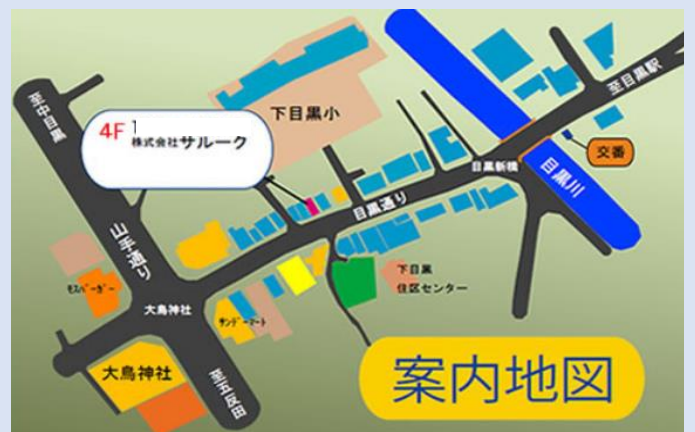 至中目黒
4F
株式会社サルーク
下目黒小
至目黒駅
交番
目黒新橋
目黒川
目黒通り
山手通り
モスバーガー
大鳥神社
サンデーマート
下目黒
住区センター
大鳥神社
至五反田
案内地図